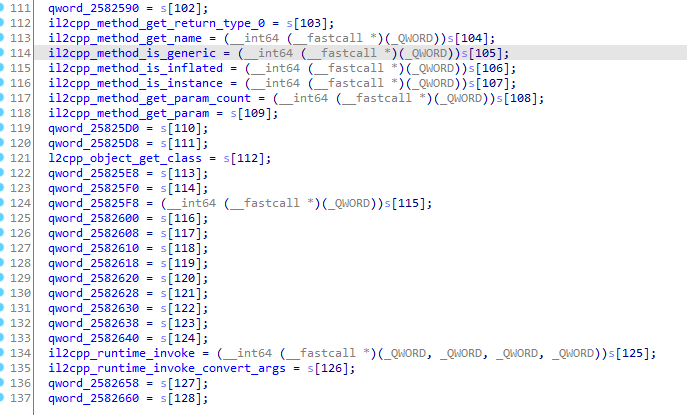 111 qword_2582590 = s[102];
112 il2cpp_method_get_return_type_0 = s[103];
113 il2cpp_method_get_name = (__int64 (__fastcall *)(_QWORD))s[104];
114 il2cpp_method_is_generic = (__int64 (__fastcall *)(_QWORD))s[105];
115 il2cpp_method_is_inflated = (__int64 (__fastcall *)(_QWORD))s[106];
116 il2cpp_method_is_instance = (__int64 (__fastcall *)(_QWORD))s[107];
117 il2cpp_method_get_param_count = (__int64 (__fastcall *)(_QWORD))s[108];
118 il2cpp_method_get_param = s[109];
119 qword_25825D0 = s[110];
120 qword_25825D8 = s[111];
121 l2cpp_object_get_class = s[112];
122 qword_25825E8 = s[113];
123 qword_25825F0 = s[114];
124 qword_25825F8 = (__int64 (__fastcall *)(_QWORD))s[115];
125 qword_2582600 = s[116];
126 qword_2582608 = s[117];
127 qword_2582610 = s[118];
128 qword_2582618 = s[119];
129 qword_2582620 = s[120];
130 qword_2582628 = s[121];
131 qword_2582630 = s[122];
132 qword_2582638 = s[123];
133 qword_2582640 = s[124];
134 il2cpp_runtime_invoke = (__int64 (__fastcall *)(_QWORD, _QWORD, _QWORD, _QWORD))s[125];
135 il2cpp_runtime_invoke_convert_args = s[126];
136 qword_2582658 = s[127];
137 qword_2582660 = s[128];